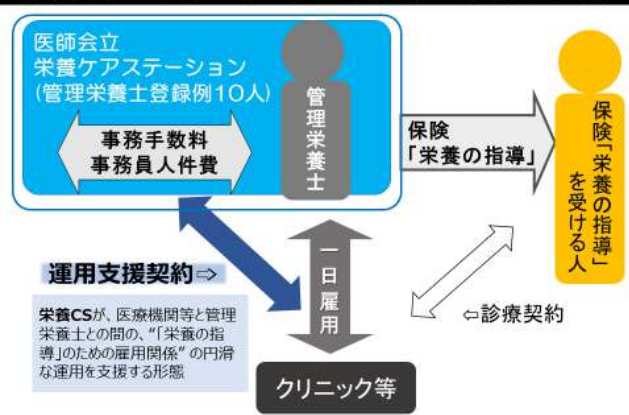 医師会立
栄養ケアステーション
(管理栄養士登録例10人)
事務手数料
事務員人件費
管理栄養士
保険
「栄養の指導」
保険「栄養の指導」
を受ける人
運用支援契約⇨
栄養CSが、医療機関等と管理
栄養士との間の、“「栄養の指
導」のための雇用関係” の円滑
な運用を支援する形態
一日雇用
⇦診療契約
クリニック等